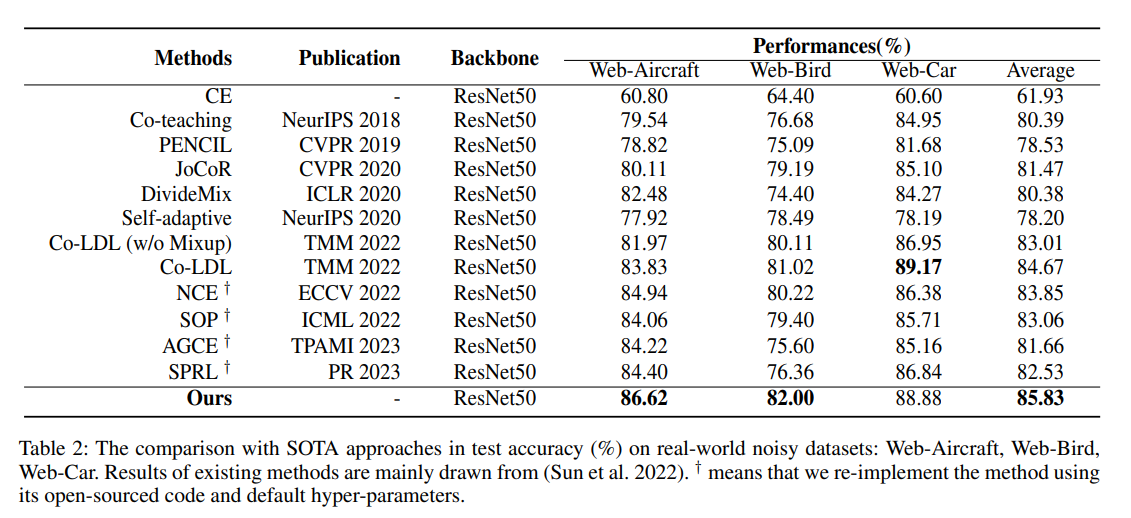 Methods Publication Backbone Performances(%)
Web-Aircraft Web-Bird Web-Car Average
CE - ResNet50 60.80 64.40 60.60 61.93
Co-teaching NeurIPS 2018 ResNet50 79.54 76.68 84.95 80.39
PENCIL CVPR 2019 ResNet50 78.82 75.09 81.68 78.53
JoCoR CVPR 2020 ResNet50 80.11 79.19 85.10 81.47
DivideMix ICLR 2020 ResNet50 82.48 74.40 84.27 80.38
Self-adaptive NeurIPS 2020 ResNet50 77.92 78.49 78.19 78.20
Co-LDL (w/o Mixup) TMM 2022 ResNet50 81.97 80.11 86.95 83.01
Co-LDL TMM 2022 ResNet50 83.83 81.02 89.17 84.67
NCE † ECCV 2022 ResNet50 84.94 80.22 86.38 83.85
SOP † ICML 2022 ResNet50 84.06 79.40 85.71 83.06
AGCE † TPAMI 2023 ResNet50 84.22 75.60 85.16 81.66
SPRL † PR 2023 ResNet50 84.40 76.36 86.84 82.53
Ours - ResNet50 86.62 82.00 88.88 85.83
Table 2: The comparison with SOTA approaches in test accuracy (%) on real-world noisy datasets: Web-Aircraft, Web-Bird,
Web-Car. Results of existing methods are mainly drawn from (Sun et al. 2022). † means that we re-implement the method using
its open-sourced code and default hyper-parameters.